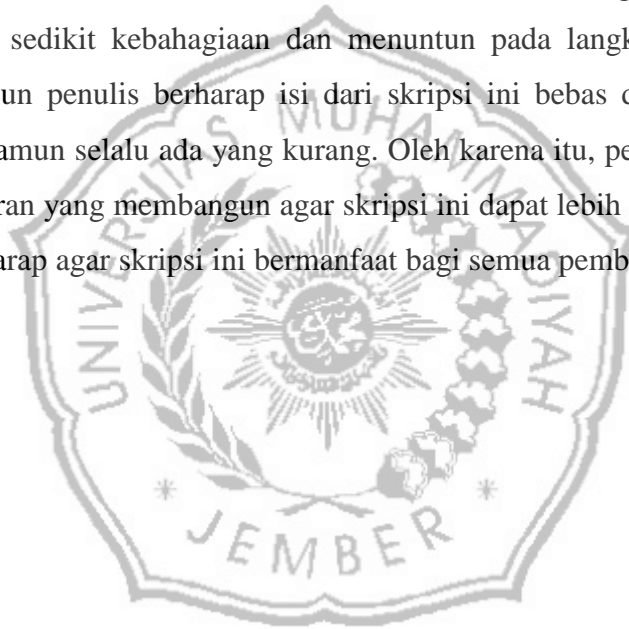 sedikit kebahagiaan dan menuntun pada langk
un penulis berharap isi dari skripsi ini bebas d
amun selalu ada yang kurang. Oleh karena itu, pe
ran yang membangun agar skripsi ini dapat lebih
arap agar skripsi ini bermanfaat bagi semua pemb
UNIVERSITAS MUHAMMADIYAH
JEMBER